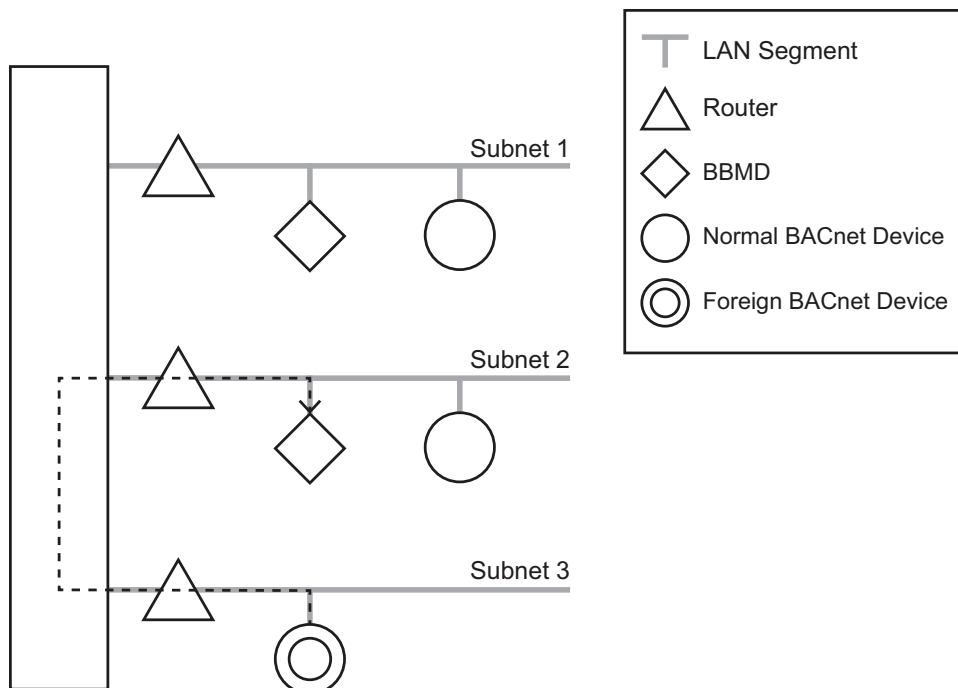 LAN Segment
Router
BBMD
Normal BACnet Device
Foreign BACnet Device
Subnet 1
Subnet 2
Subnet 3